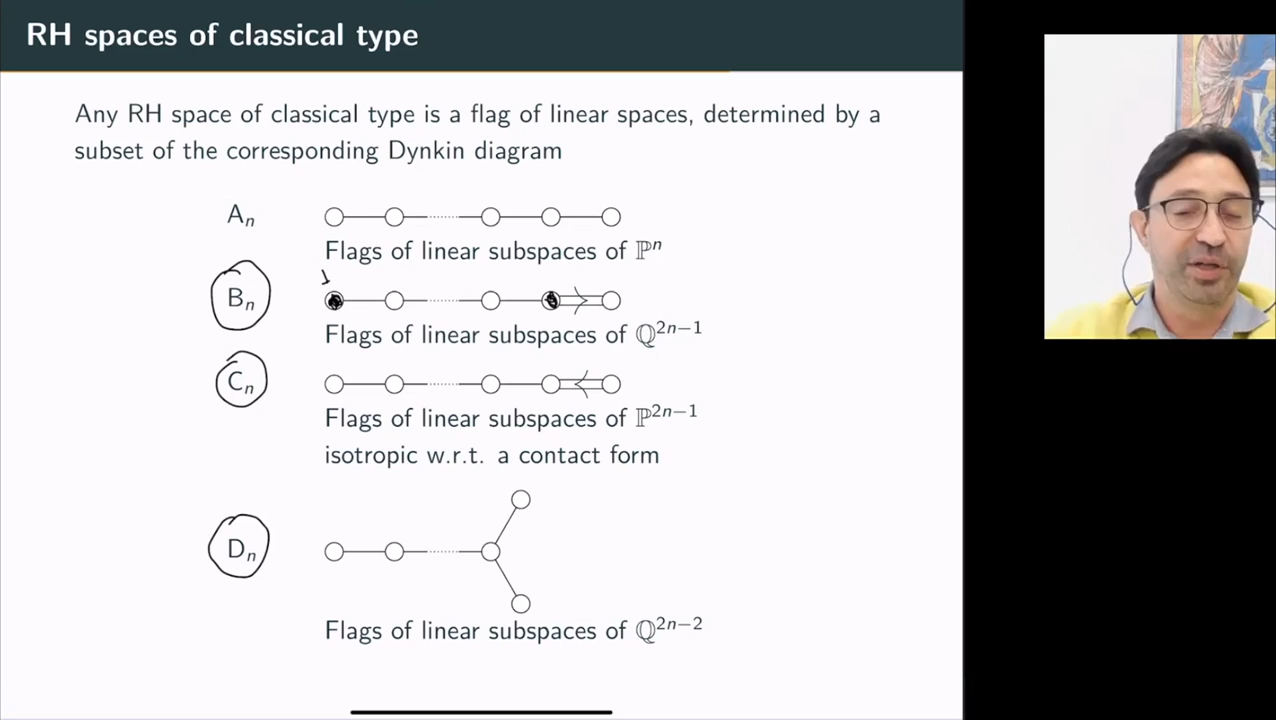 RH spaces of classical type
Any RH space of classical type is a flag of linear spaces, determined by a
subset of the corresponding Dynkin diagram
Aₙ
Flags of linear subspaces of ℙⁿ
1
Bₙ
Flags of linear subspaces of ℚ²ⁿ⁻¹
Cₙ
Flags of linear subspaces of ℙ²ⁿ⁻¹
isotropic w.r.t. a contact form
Dₙ
Flags of linear subspaces of ℚ²ⁿ⁻²